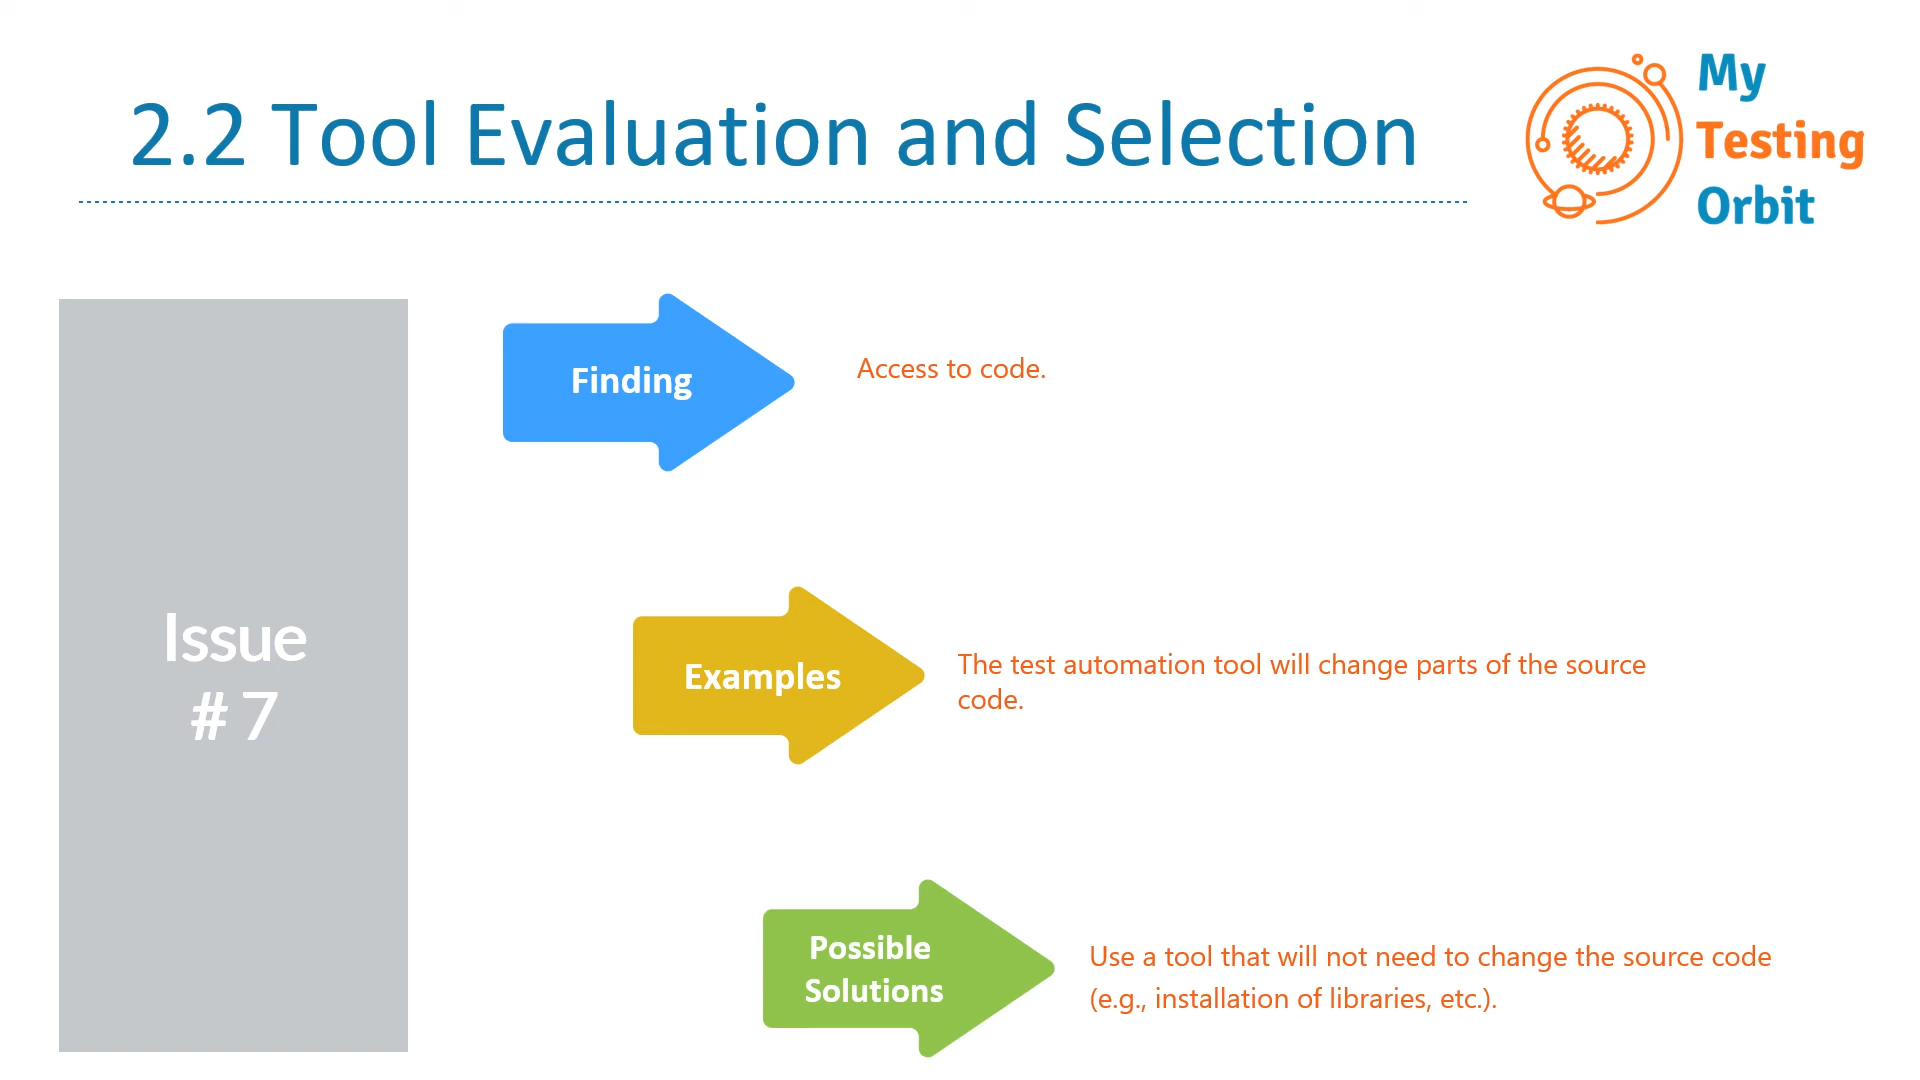 2.2 Tool Evaluation and Selection
My
Testing
Orbit
Issue
# 7
Finding
Access to code.
Examples
The test automation tool will change parts of the source
code.
Possible
Solutions
Use a tool that will not need to change the source code
(e.g., installation of libraries, etc.).